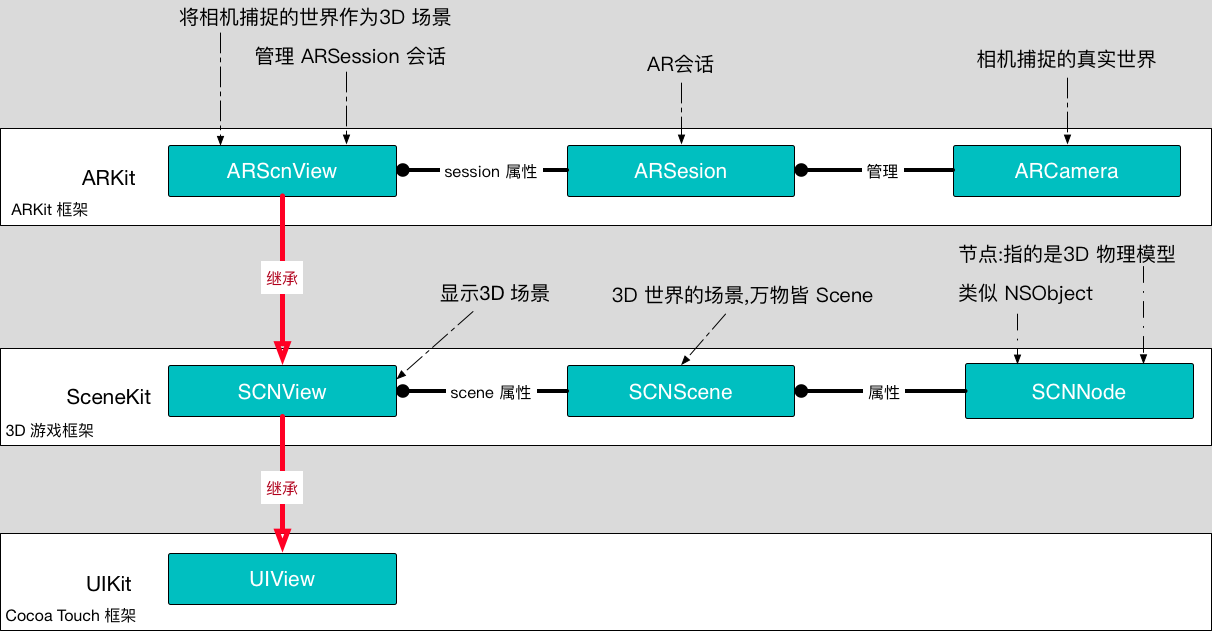 将相机捕捉的世界作为3D 场景
管理 ARSession 会话
AR会话
相机捕捉的真实世界
ARKit
ARKit 框架
ARScnView
session 属性
ARSesion
管理
ARCamera
继承
节点:指的是3D 物理模型
类似 NSObject
显示3D 场景
3D 世界的场景,万物皆 Scene
SceneKit
3D 游戏框架
SCNView
scene 属性
SCNScene
属性
SCNNode
继承
UIKit
Cocoa Touch 框架
UIView